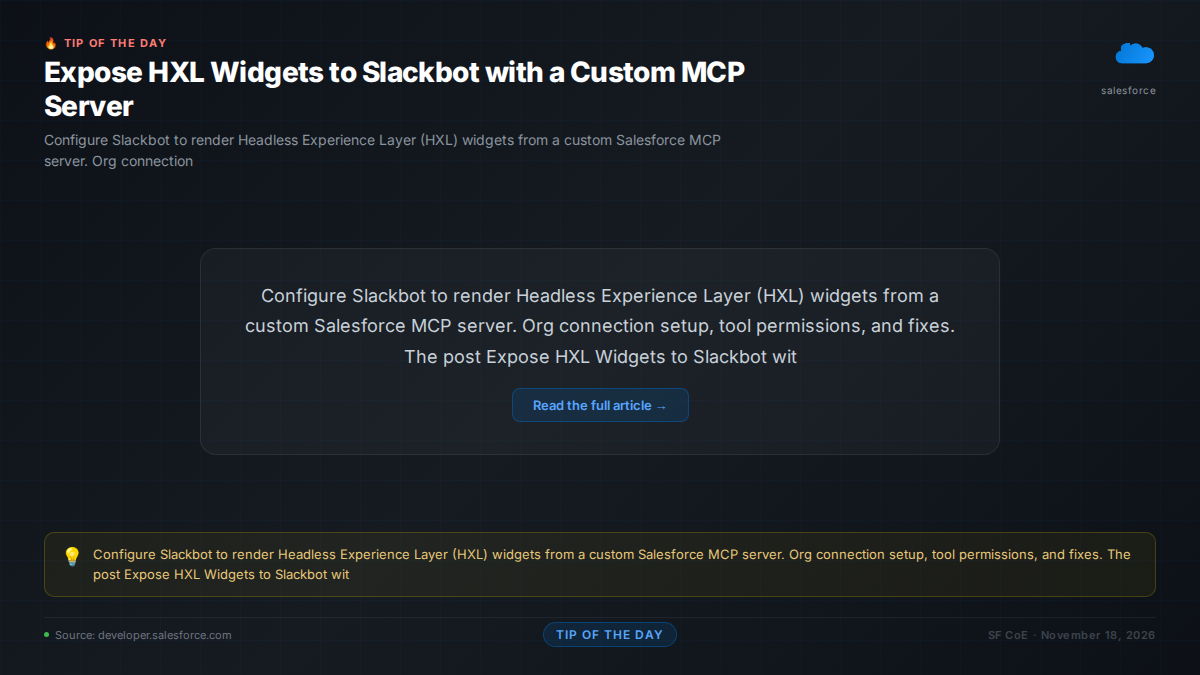 🔥 TIP OF THE DAY
Expose HXL Widgets to Slackbot with a Custom MCP
Server
Configure Slackbot to render Headless Experience Layer (HXL) widgets from a custom Salesforce MCP
server. Org connection
salesforce
Configure Slackbot to render Headless Experience Layer (HXL) widgets from a
custom Salesforce MCP server. Org connection setup, tool permissions, and fixes.
The post Expose HXL Widgets to Slackbot wit
Read the full article →
💡 Configure Slackbot to render Headless Experience Layer (HXL) widgets from a custom Salesforce MCP server. Org connection setup, tool permissions, and fixes. The
post Expose HXL Widgets to Slackbot wit
Source: developer.salesforce.com
TIP OF THE DAY
SF CoE · November 18, 2026